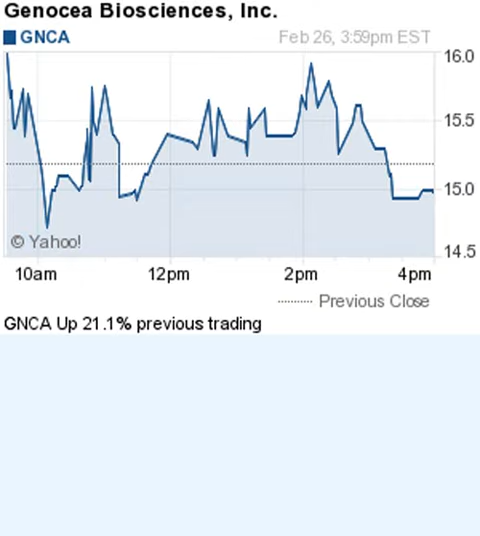 Genocea Biosciences, Inc.
GNCA Feb 26, 3:59pm EST
16.0
15.5
15.0
14.5
© Yahoo!
10am 12pm 2pm 4pm
Previous Close
GNCA Up 21.1% previous trading